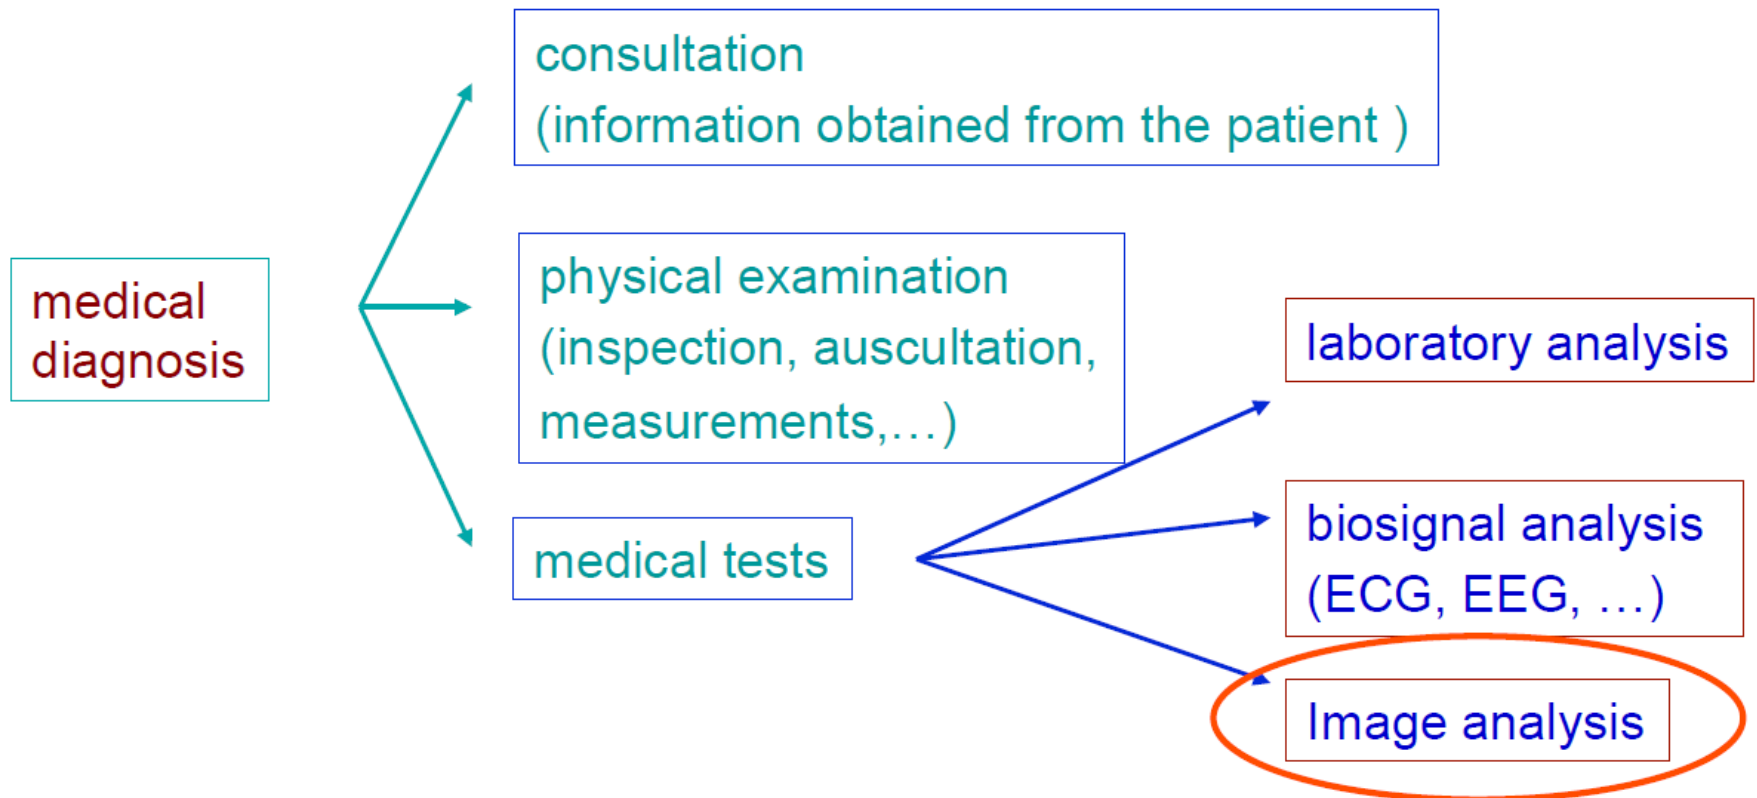 consultation
(information obtained from the patient )
medical
diagnosis
physical examination
(inspection, auscultation,
measurements,…)
medical tests
laboratory analysis
biosignal analysis
(ECG, EEG, …)
Image analysis